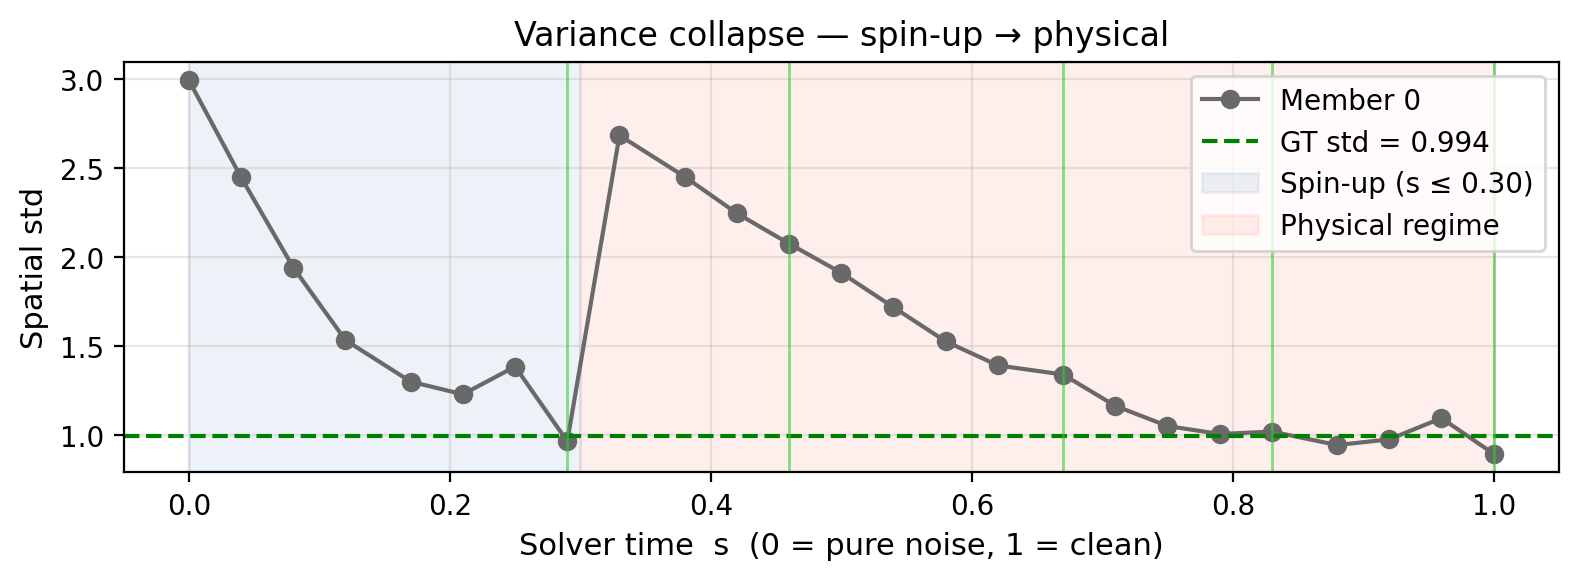 Variance collapse — spin-up → physical
3.0
2.5
2.0
1.5
1.0
Spatial std
Member 0
GT std = 0.994
Spin-up (s ≤ 0.30)
Physical regime
0.0 0.2 0.4 0.6 0.8 1.0
Solver time s (0 = pure noise, 1 = clean)